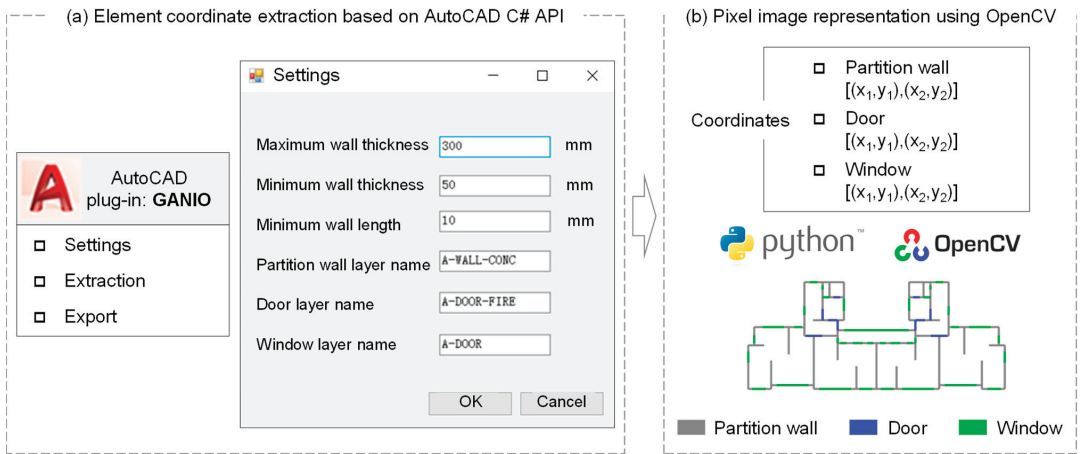 (a) Element coordinate extraction based on AutoCAD C# API
AutoCAD
plug-in: GANIO
Settings
Extraction
Export
Settings
Maximum wall thickness 300 mm
Minimum wall thickness 50 mm
Minimum wall length 10 mm
Partition wall layer name A-WALL-CONC
Door layer name A-DOOR-FIRE
Window layer name A-DOOR
OK Cancel
(b) Pixel image representation using OpenCV
Coordinates
Partition wall
[(x₁,y₁),(x₂,y₂)]
Door
[(x₁,y₁),(x₂,y₂)]
Window
[(x₁,y₁),(x₂,y₂)]
python™ OpenCV
Partition wall Door Window